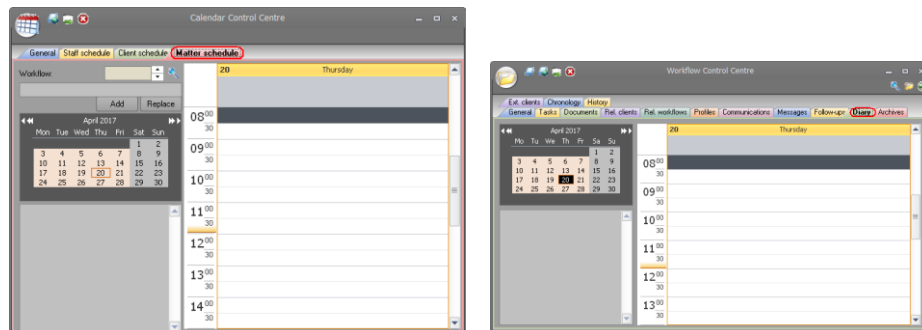 Calendar Control Centre
General Staff schedule Client schedule Matter schedule
Workflow
Add Replace
April 2017
Mon Tue Wed Thu Fri Sat Sun
1 2
3 4 5 6 7 8 9
10 11 12 13 14 15 16
17 18 19 20 21 22 23
24 25 26 27 28 29 30
20 Thursday
08 00
30
09 00
30
10 00
30
11 00
30
12 00
30
13 00
30
14 00
30
Workflow Control Centre
Ext. clients Chronology History
General Tasks Documents Rel. clients Rel. workflows Profiles Communications Messages Follow-ups Diary Archives
April 2017
Mo Tu We Th Fr Sa Su
1 2
3 4 5 6 7 8 9
10 11 12 13 14 15 16
17 18 19 20 21 22 23
24 25 26 27 28 29 30
20 Thursday
08 00
30
09 00
30
10 00
30
11 00
30
12 00
30
13 00
30